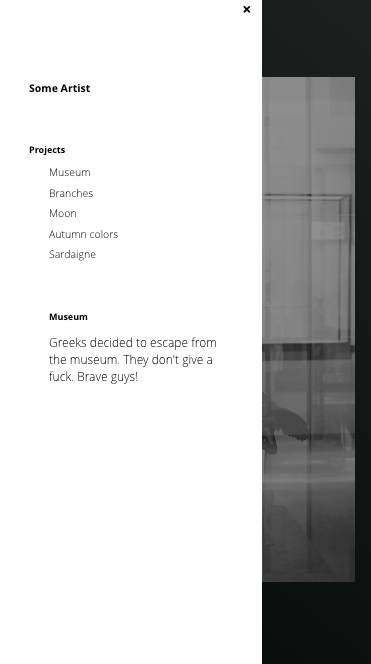 ×
Some Artist
Projects
Museum
Branches
Moon
Autumn colors
Sardaigne
Museum
Greeks decided to escape from
the museum. They don't give a
fuck. Brave guys!